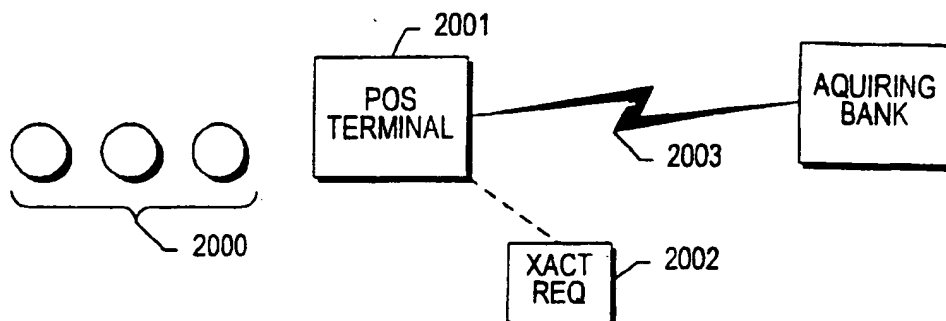 2001
POS
TERMINAL
AQUIRING
BANK
2003
2000
XACT
REQ
2002